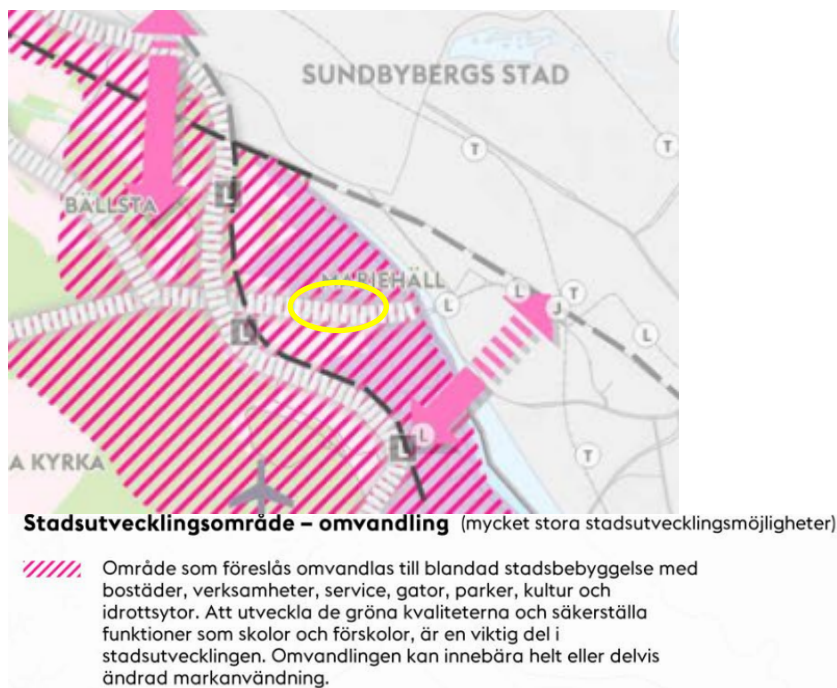 SUNDBYBERGS STAD
T
T
BÄLLSTA
L
MARIEHÄLL
L
L
T
J
L
L
L
L
T
A KYRKA
Stadsutvecklingsområde – omvandling (mycket stora stadsutvecklingsmöjligheter)
Område som föreslås omvandlas till blandad stadsbebyggelse med
bostäder, verksamheter, service, gator, parker, kultur och
idrottsytor. Att utveckla de gröna kvaliteterna och säkerställa
funktioner som skolor och förskolor, är en viktig del i
stadsutvecklingen. Omvandlingen kan innebära helt eller delvis
ändrad markanvändning.